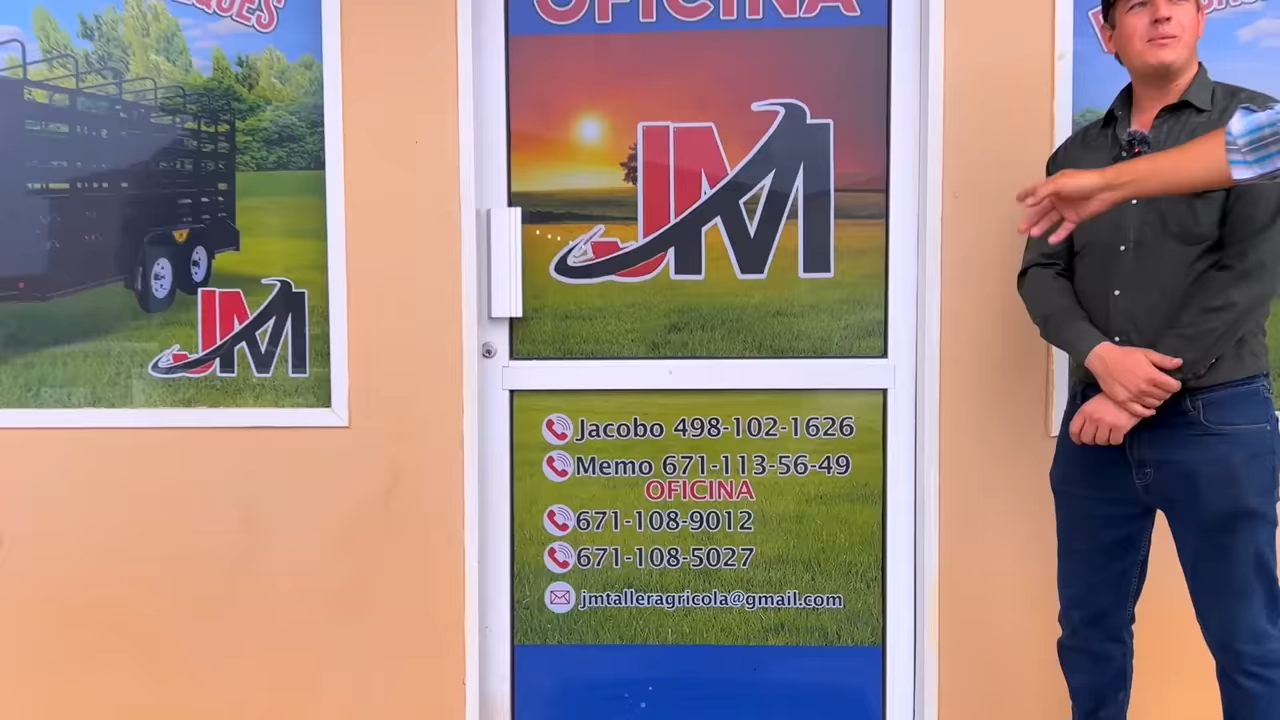 OFICINA
JM
JM
Jacobo 498-102-1626
Memo 671-113-56-49
OFICINA
671-108-9012
671-108-5027
jmtalleragricola@gmail.com